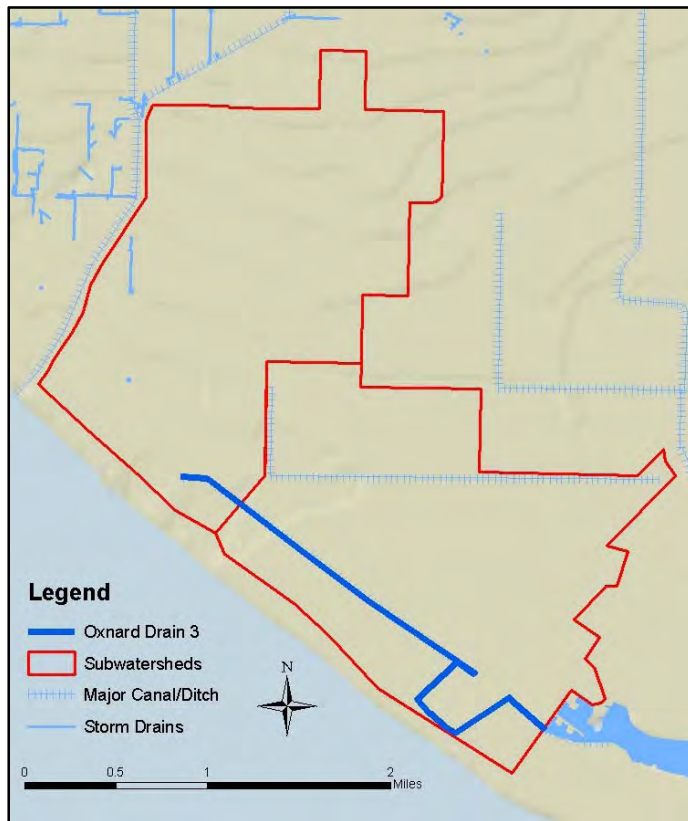 Legend
Oxnard Drain 3
Subwatersheds
N
Major Canal/Ditch
Storm Drains
0 0.5 1 2
Miles